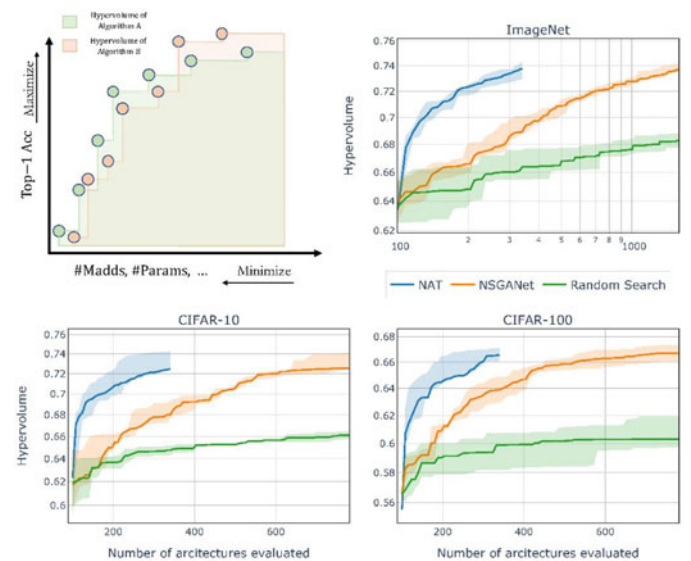 Hypervolume of
Algorithm A
Hypervolume of
Algorithm B
Top−1 Acc
Maximize
#Madds, #Params, ...
Minimize
ImageNet
Hypervolume
0.76
0.74
0.72
0.7
0.68
0.66
0.64
0.62
100 2 3 4 5 6 7 8 9 1000
NAT NSGANet Random Search
CIFAR-10
Hypervolume
0.76
0.74
0.72
0.7
0.68
0.66
0.64
0.62
0.6
200 400 600
Number of arcitectures evaluated
CIFAR-100
0.68
0.66
0.64
0.62
0.6
0.58
0.56
200 400 600
Number of arcitectures evaluated